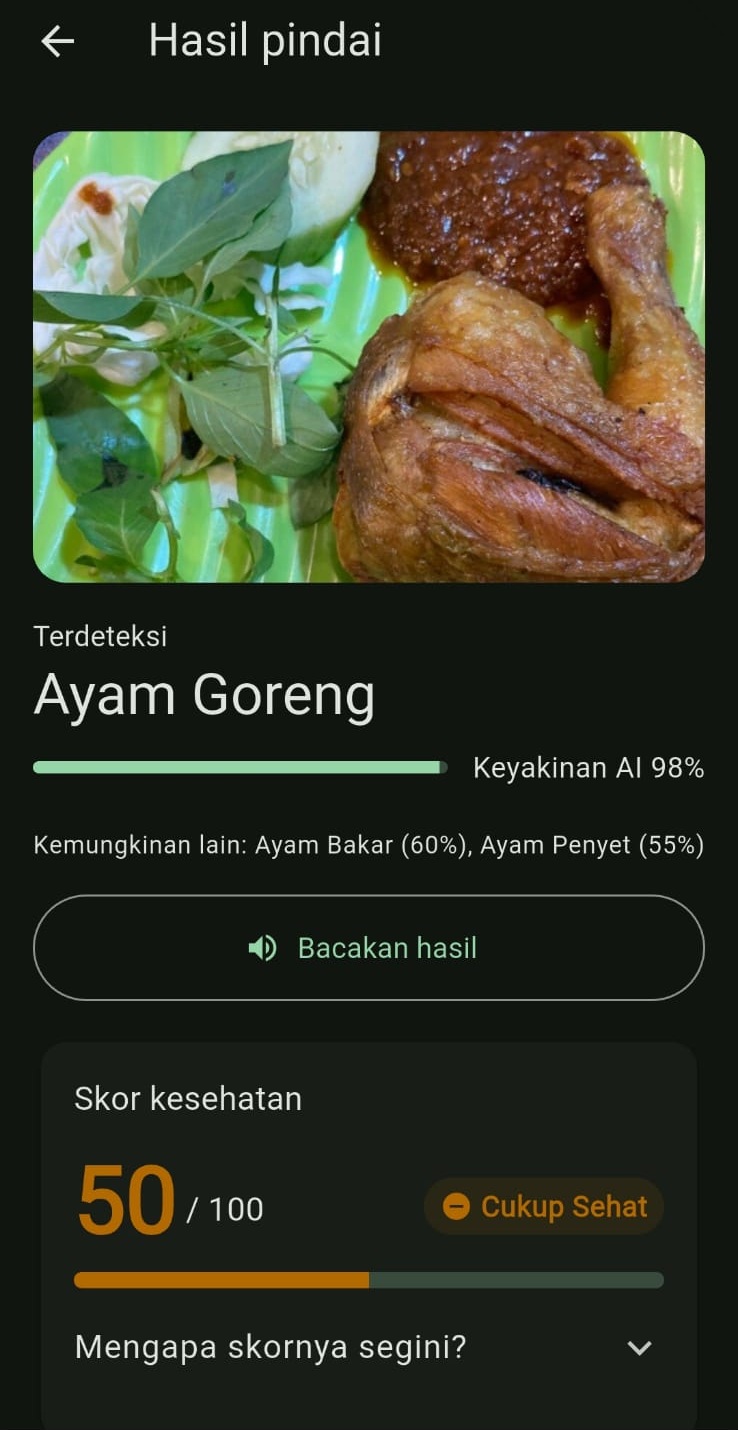 Hasil pindai
Terdeteksi
Ayam Goreng
Keyakinan AI 98%
Kemungkinan lain: Ayam Bakar (60%), Ayam Penyet (55%)
Bacakan hasil
Skor kesehatan
50 / 100
Cukup Sehat
Mengapa skornya segini?